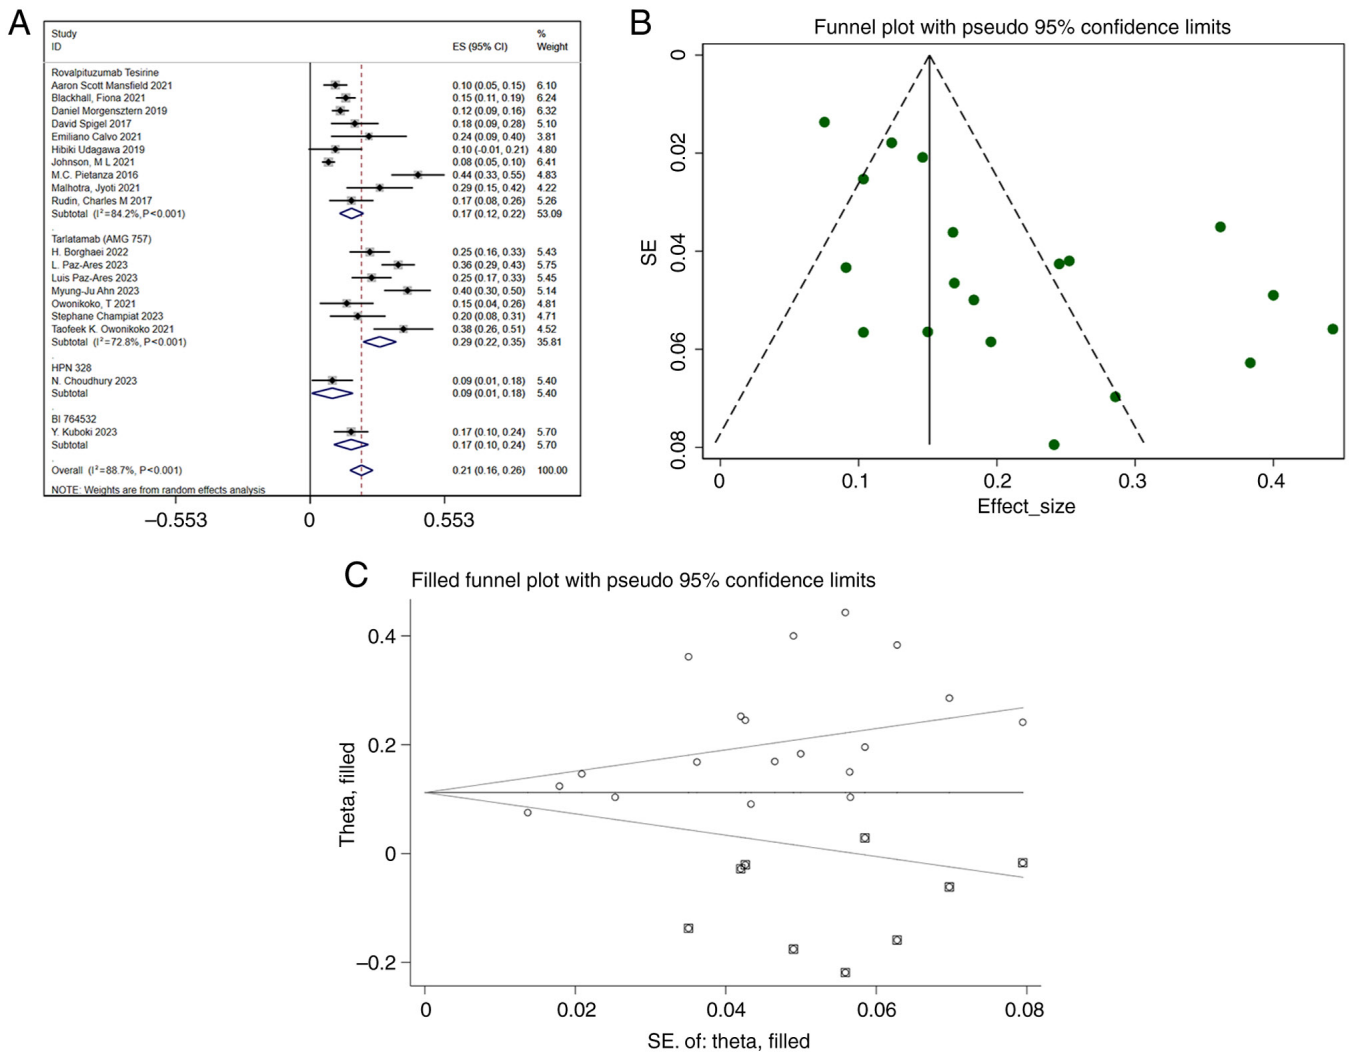 A
Study %
ID ES (95% CI) Weight
Rovalpituzumab Tesirine
Aaron Scott Mansfield 2021 0.10 (0.05, 0.15) 6.10
Blackhall, Fiona 2021 0.15 (0.11, 0.19) 6.24
Daniel Morgensztern 2019 0.12 (0.09, 0.16) 6.32
David Spigel 2017 0.18 (0.09, 0.28) 5.10
Emiliano Calvo 2021 0.24 (0.09, 0.40) 3.81
Hibiki Udagawa 2019 0.10 (-0.01, 0.21) 4.80
Johnson, M L 2021 0.08 (0.05, 0.10) 6.41
M.C. Pietanza 2016 0.44 (0.33, 0.55) 4.83
Malhotra, Jyoti 2021 0.29 (0.15, 0.42) 4.22
Rudin, Charles M 2017 0.17 (0.08, 0.26) 5.26
Subtotal (I²=84.2%, P<0.001) 0.17 (0.12, 0.22) 53.09
.
Tarlatamab (AMG 757)
H. Borghaei 2022 0.25 (0.16, 0.33) 5.43
L. Paz-Ares 2023 0.36 (0.29, 0.43) 5.75
Luis Paz-Ares 2023 0.25 (0.17, 0.33) 5.45
Myung-Ju Ahn 2023 0.40 (0.30, 0.50) 5.14
Owonikoko, T 2021 0.15 (0.04, 0.26) 4.81
Stephane Champiat 2023 0.20 (0.08, 0.31) 4.71
Taofeek K. Owonikoko 2021 0.38 (0.26, 0.51) 4.52
Subtotal (I²=72.8%, P<0.001) 0.29 (0.22, 0.35) 35.81
.
HPN 328
N. Choudhury 2023 0.09 (0.01, 0.18) 5.40
Subtotal 0.09 (0.01, 0.18) 5.40
.
BI 764532
Y. Kuboki 2023 0.17 (0.10, 0.24) 5.70
Subtotal 0.17 (0.10, 0.24) 5.70
.
Overall (I²=88.7%, P<0.001) 0.21 (0.16, 0.26) 100.00
NOTE: Weights are from random effects analysis
−0.553 0 0.553
B
Funnel plot with pseudo 95% confidence limits
0
0.02
0.04
0.06
0.08
SE
0 0.1 0.2 0.3 0.4
Effect_size
C
Filled funnel plot with pseudo 95% confidence limits
0.4
0.2
0
−0.2
Theta, filled
0 0.02 0.04 0.06 0.08
SE. of: theta, filled